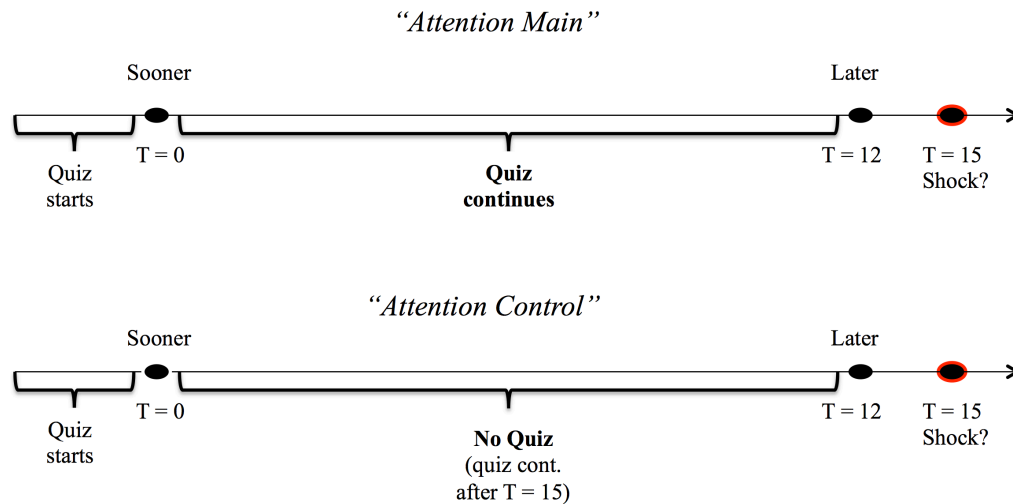 “Attention Main”
Sooner
Later
T = 0
T = 12
T = 15
Shock?
Quiz
starts
Quiz
continues
“Attention Control”
Sooner
Later
T = 0
T = 12
T = 15
Shock?
Quiz
starts
No Quiz
(quiz cont.
after T = 15)